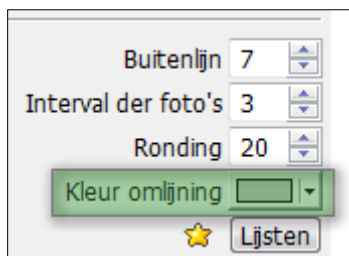 Buitenlijn 7
Interval der foto's 3
Ronding 20
Kleur omlijning
Lijsten